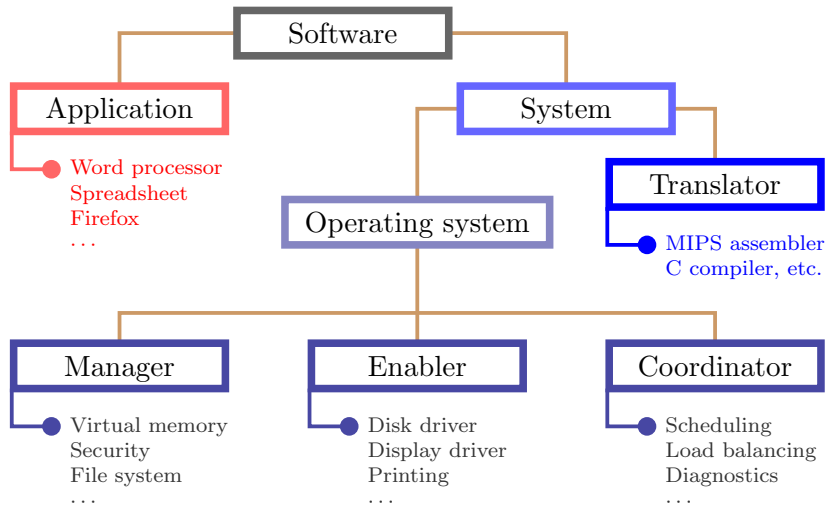 Software
Application
System
Word processor
Spreadsheet
Firefox
...
Translator
Operating system
MIPS assembler
C compiler, etc.
Manager
Enabler
Coordinator
Virtual memory
Security
File system
...
Disk driver
Display driver
Printing
...
Scheduling
Load balancing
Diagnostics
...